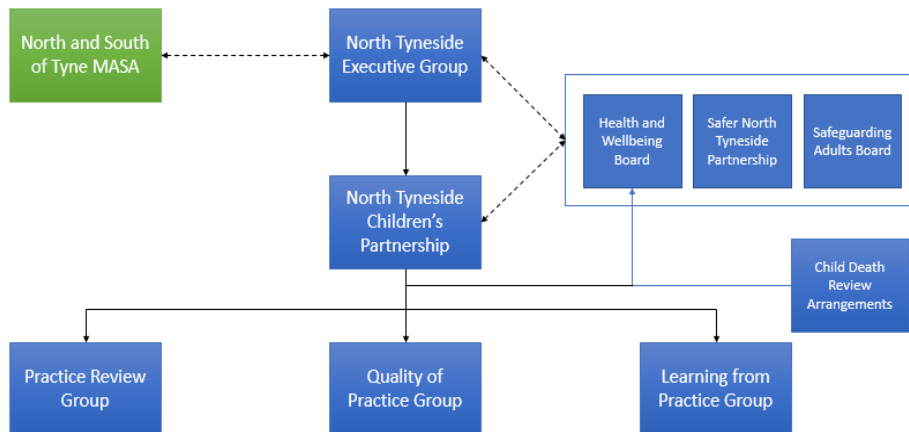 North and South
of Tyne MASA
North Tyneside
Executive Group
Health and
Wellbeing
Board
Safer North
Tyneside
Partnership
Safeguarding
Adults Board
North Tyneside
Children’s
Partnership
Child Death
Review
Arrangements
Practice Review
Group
Quality of
Practice Group
Learning from
Practice Group